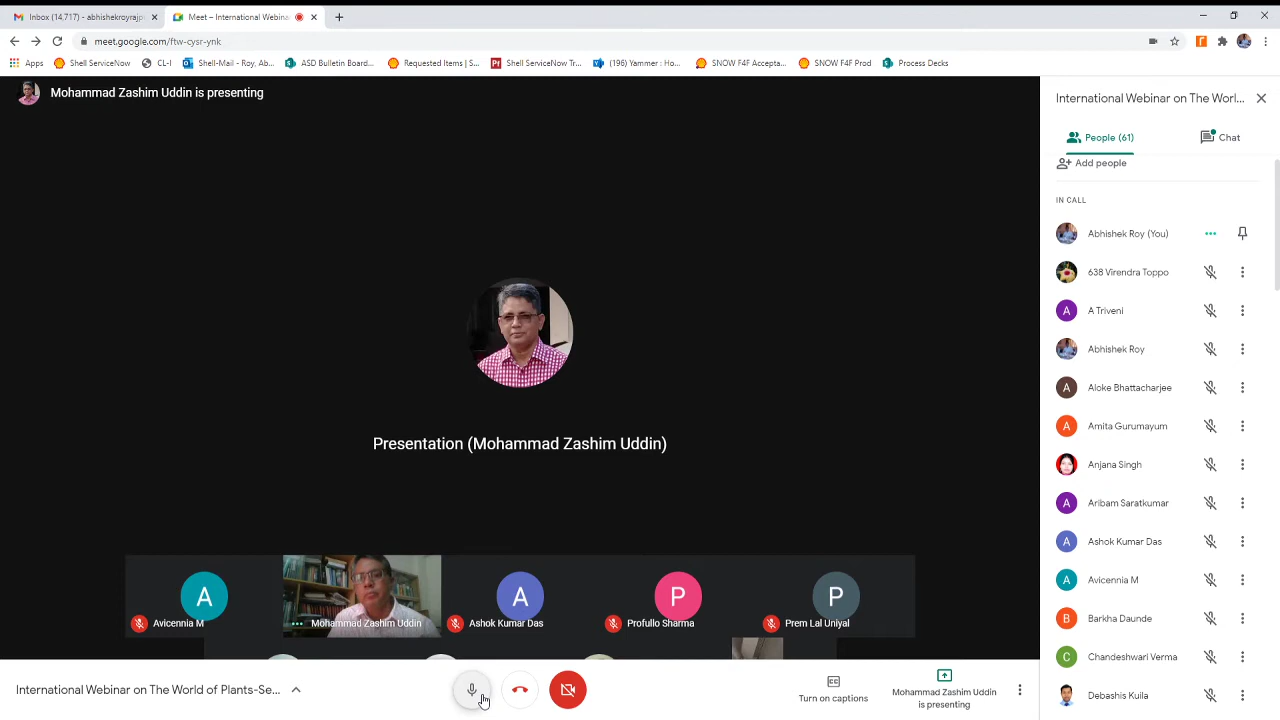 Inbox (14,717) - abhishekroyrajp
Meet – International Webinar
meet.google.com/ftw-cysr-ynk
Apps Shell ServiceNow CL-I Shell-Mail - Roy, Ab... ASD Bulletin Board... Requested Items | S... Shell ServiceNow Tr... (196) Yammer : Ho... SNOW F4F Accepta... SNOW F4F Prod Process Decks
Mohammad Zashim Uddin is presenting
Presentation (Mohammad Zashim Uddin)
A A P P
Avicennia M Mohammad Zashim Uddin Ashok Kumar Das Profullo Sharma Prem Lal Uniyal
International Webinar on The World of Plants-Se...
Turn on captions
Mohammad Zashim Uddin
is presenting
International Webinar on The Worl...
People (61) Chat
Add people
IN CALL
Abhishek Roy (You)
638 Virendra Toppo
A A Triveni
Abhishek Roy
A Aloke Bhattacharjee
A Amita Gurumayum
Anjana Singh
A Aribam Saratkumar
A Ashok Kumar Das
A Avicennia M
B Barkha Daunde
C Chandeshwari Verma
Debashis Kuila